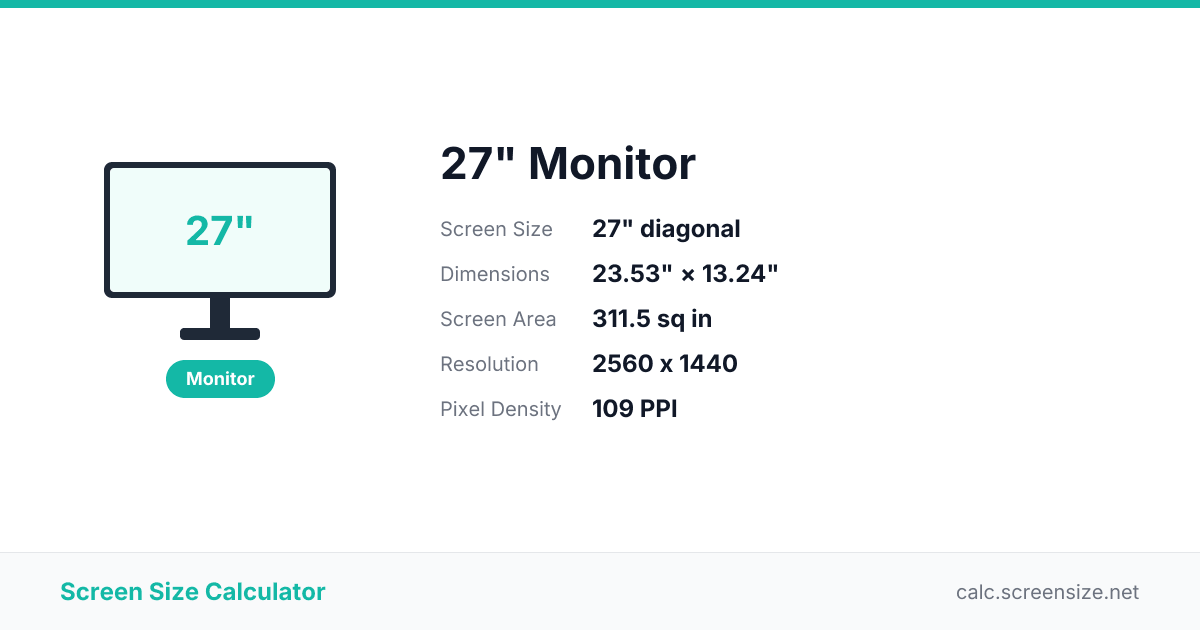 27"
Monitor
27" Monitor
Screen Size 27" diagonal
Dimensions 23.53" × 13.24"
Screen Area 311.5 sq in
Resolution 2560 x 1440
Pixel Density 109 PPI
Screen Size Calculator
calc.screensize.net